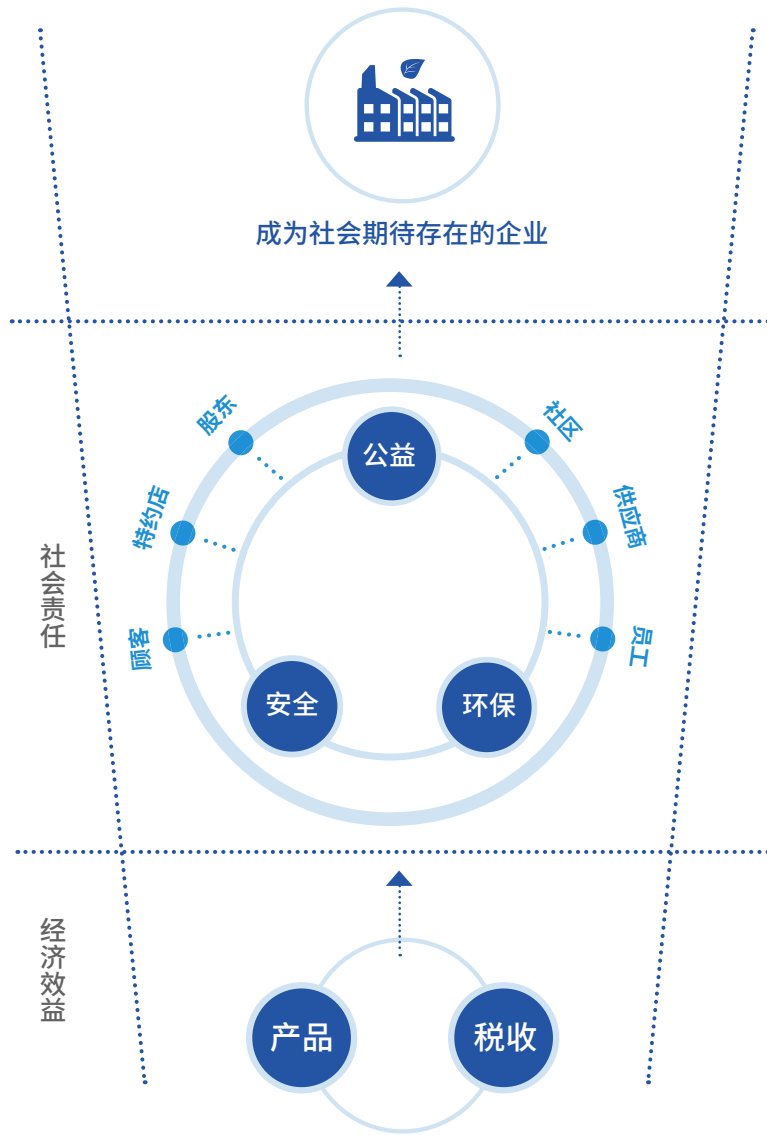 成为社会期待存在的企业
股东
社区
公益
特约店
供应商
社会责任
顾客
员工
安全
环保
经济效益
产品
税收